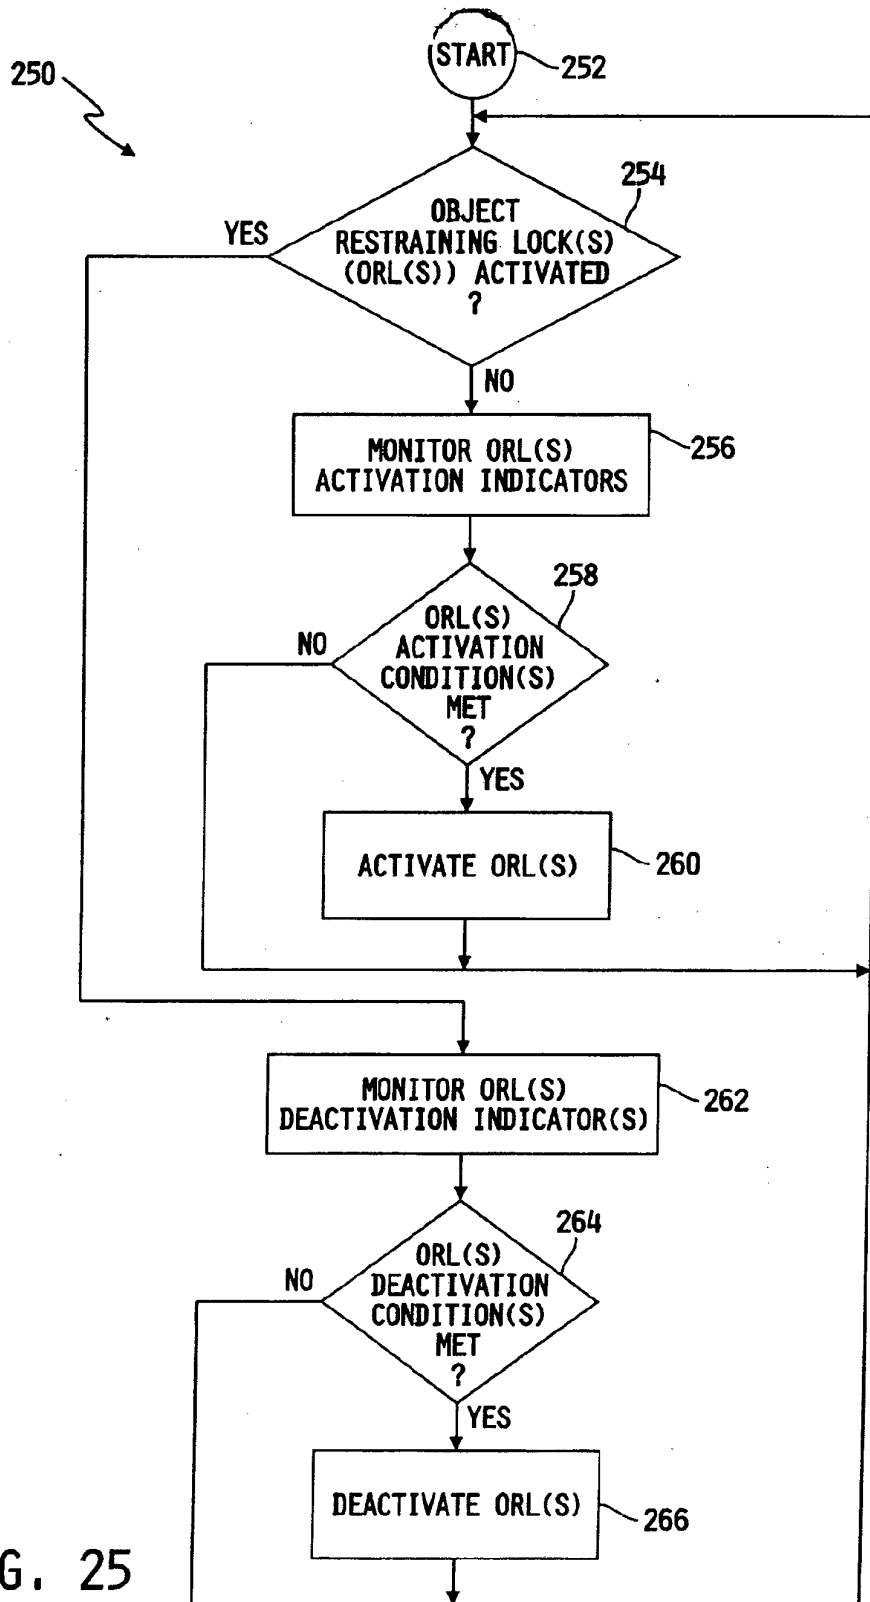 START
252
250
254
OBJECT
RESTRAINING LOCK(S)
(ORL(S)) ACTIVATED
?
YES
NO
MONITOR ORL(S)
ACTIVATION INDICATORS
256
258
ORL(S)
ACTIVATION
CONDITION(S)
MET
?
NO
YES
ACTIVATE ORL(S)
260
MONITOR ORL(S)
DEACTIVATION INDICATOR(S)
262
264
ORL(S)
DEACTIVATION
CONDITION(S)
MET
?
NO
YES
DEACTIVATE ORL(S)
266
G. 25